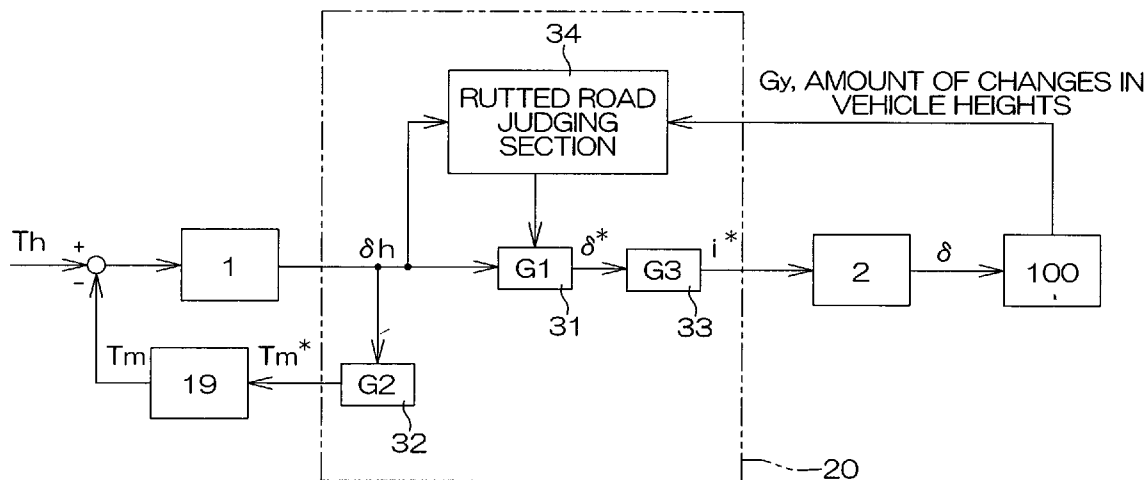 34
RUTTED ROAD
JUDGING
SECTION
Gy, AMOUNT OF CHANGES IN
VEHICLE HEIGHTS
Th
+
−
1
δh
G1
δ*
G3
i*
2
δ
100
31
33
Tm
19
Tm*
G2
32
20